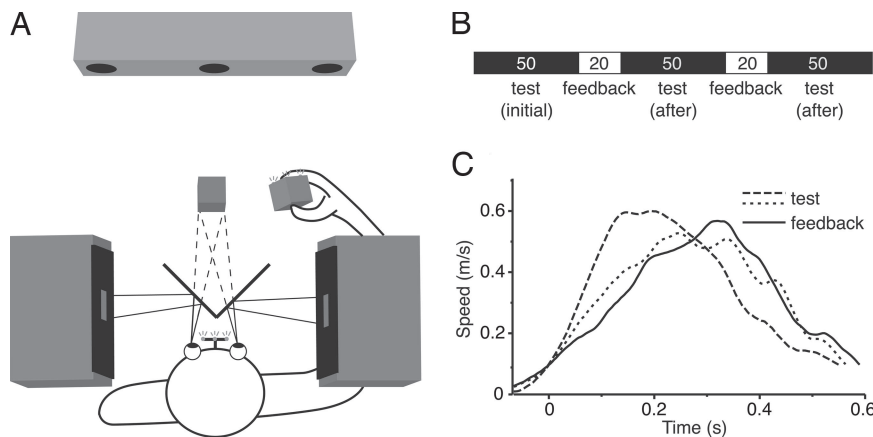 A
B
50 20 50 20 50
test feedback test feedback test
(initial) (after) (after)
C
0.6
0.4
0.2
0
Speed (m/s)
test
feedback
0 0.2 0.4 0.6
Time (s)